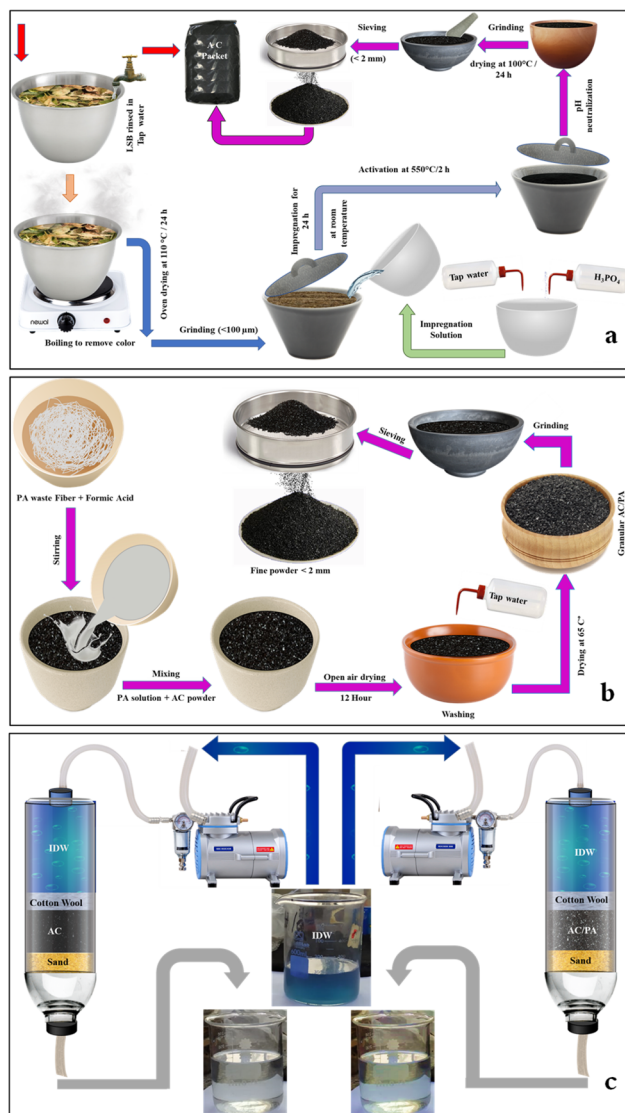 LSB rinsed in
Tap water
A C
Packet
Sieving
(< 2 mm)
Grinding
drying at 100°C /
24 h
pH
neutralization
Activation at 550°C/2 h
Impregnation for
24 h
at room
temperature
Oven drying at 110 °C / 24 h
newal
Boiling to remove color
Grinding (<100 µm)
Tap water
H₃PO₄
Impregnation
Solution
a
PA waste Fiber + Formic Acid
Stirring
Sieving
Grinding
Granular AC/PA
Fine powder < 2 mm
Tap water
Drying at 65 C°
Mixing
PA solution + AC powder
Open air drying
12 Hour
Washing
b
IDW
Cotton Wool
AC
Sand
IDW
IDW
Cotton Wool
AC/PA
Sand
c